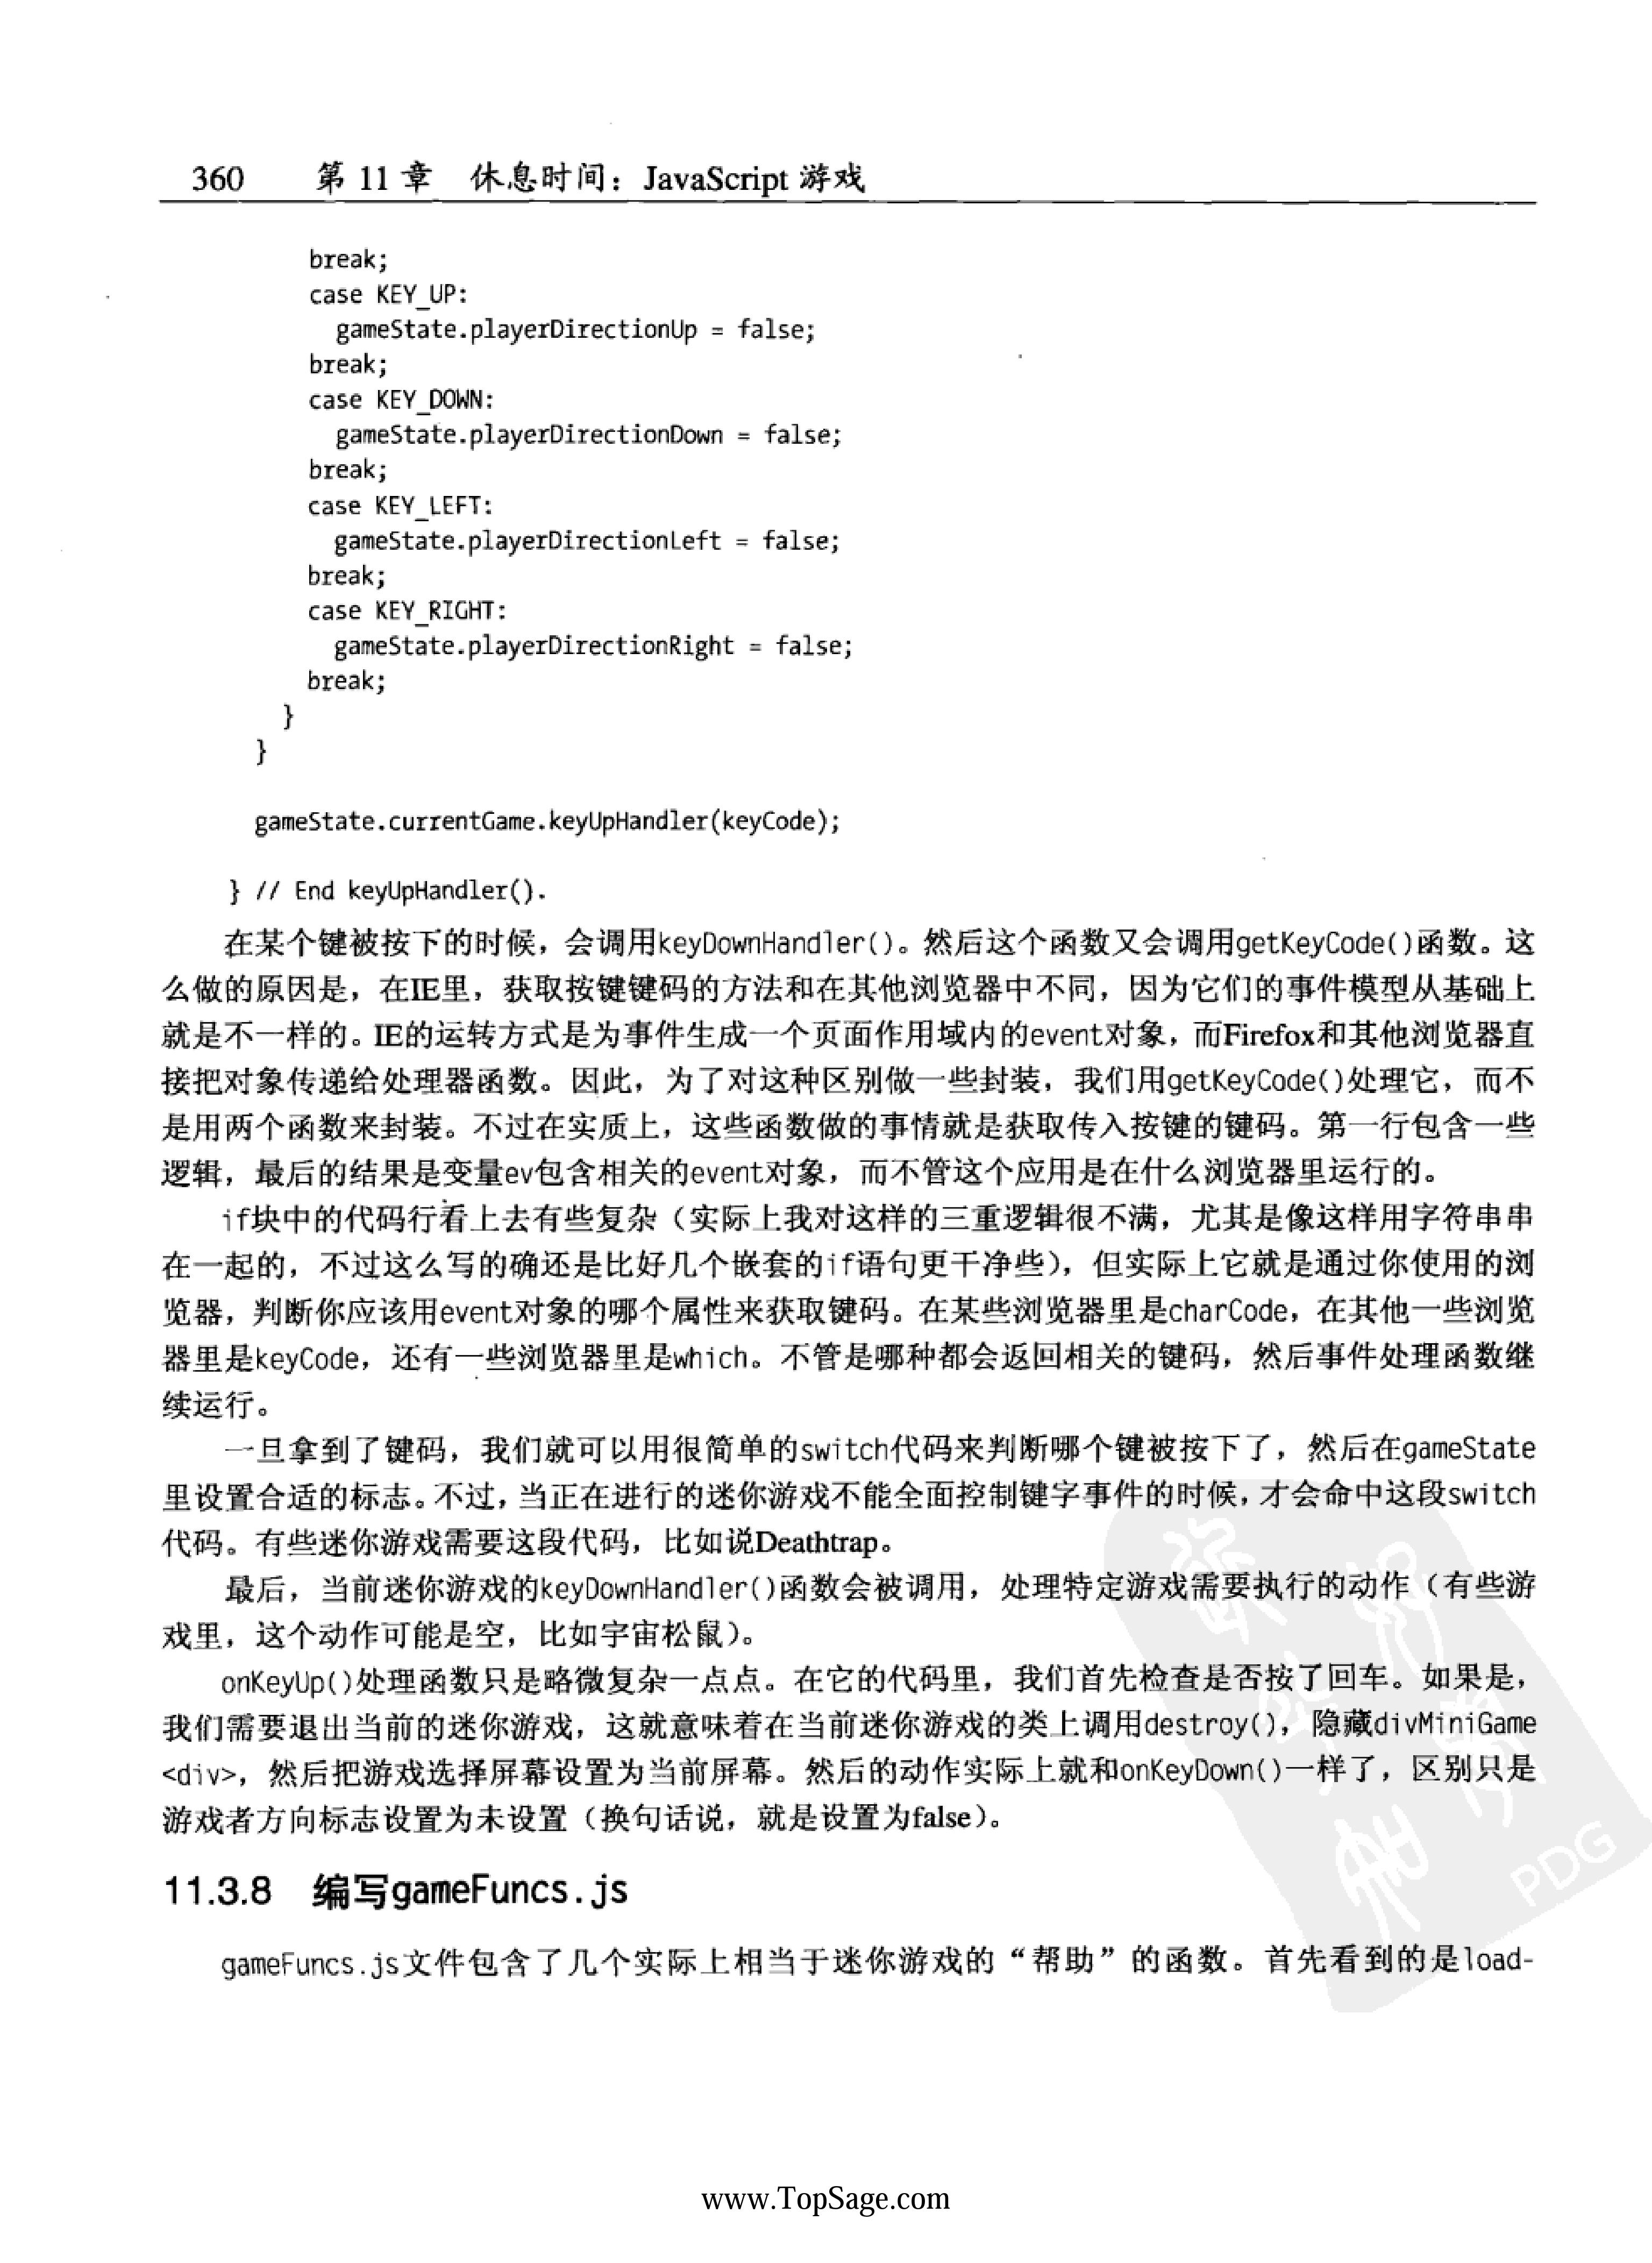 360 第 11 章 休息时间：JavaScript 游戏
break;
case KEY_UP:
gameState.playerDirectionUp = false;
break;
case KEY_DOWN:
gameState.playerDirectionDown = false;
break;
case KEY_LEFT:
gameState.playerDirectionLeft = false;
break;
case KEY_RIGHT:
gameState.playerDirectionRight = false;
break;
}
}
gameState.currentGame.keyUpHandler(keyCode);
} // End keyUpHandler().
在某个键被按下的时候，会调用keyDownHandler()。然后这个函数又会调用getKeyCode()函数。这
么做的原因是，在IE里，获取按键键码的方法和在其他浏览器中不同，因为它们的事件模型从基础上
就是不一样的。IE的运转方式是为事件生成一个页面作用域内的event对象，而Firefox和其他浏览器直
接把对象传递给处理器函数。因此，为了对这种区别做一些封装，我们用getKeyCode()处理它，而不
是用两个函数来封装。不过在实质上，这些函数做的事情就是获取传入按键的键码。第一行包含一些
逻辑，最后的结果是变量ev包含相关的event对象，而不管这个应用是在什么浏览器里运行的。
if块中的代码行看上去有些复杂（实际上我对这样的三重逻辑很不满，尤其是像这样用字符串串
在一起的，不过这么写的确还是比好几个嵌套的if语句更干净些），但实际上它就是通过你使用的浏
览器，判断你应该用event对象的哪个属性来获取键码。在某些浏览器里是charCode，在其他一些浏览
器里是keyCode，还有一些浏览器里是which。不管是哪种都会返回相关的键码，然后事件处理函数继
续运行。
一旦拿到了键码，我们就可以用很简单的switch代码来判断哪个键被按下了，然后在gameState
里设置合适的标志。不过，当正在进行的迷你游戏不能全面控制键字事件的时候，才会命中这段switch
代码。有些迷你游戏需要这段代码，比如说Deathtrap。
最后，当前迷你游戏的keyDownHandler()函数会被调用，处理特定游戏需要执行的动作（有些游
戏里，这个动作可能是空，比如宇宙松鼠）。
onKeyUp()处理函数只是略微复杂一点点。在它的代码里，我们首先检查是否按了回车。如果是，
我们需要退出当前的迷你游戏，这就意味着在当前迷你游戏的类上调用destroy()，隐藏divMiniGame
<div>，然后把游戏选择屏幕设置为当前屏幕。然后的动作实际上就和onKeyDown()一样了，区别只是
游戏者方向标志设置为未设置（换句话说，就是设置为false）。
11.3.8 编写gameFuncs.js
gameFuncs.js文件包含了几个实际上相当于迷你游戏的“帮助”的函数。首先看到的是load-
PDG
www.TopSage.com